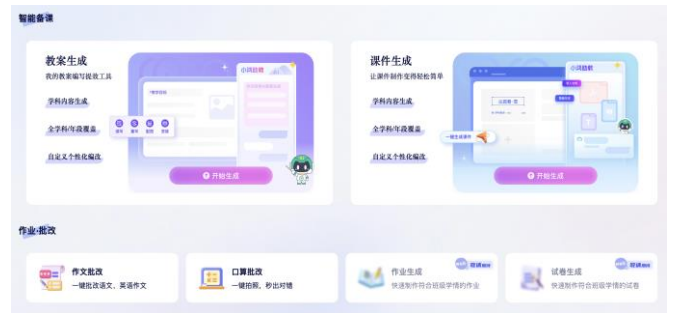 智能备课
教案生成
我的教案编写提效工具
学科内容生成
全学科/年段覆盖
自定义个性化编改
开始生成
课件生成
让课件制作变得轻松简单
学科内容生成
全学科/年段覆盖
自定义个性化编改
一键生成课件
开始生成
作业·批改
作文批改
一键批改语文、英语作文
口算批改
一键拍照，秒出对错
作业生成
快速制作符合班级学情的作业
试卷生成
快速制作符合班级学情的试卷